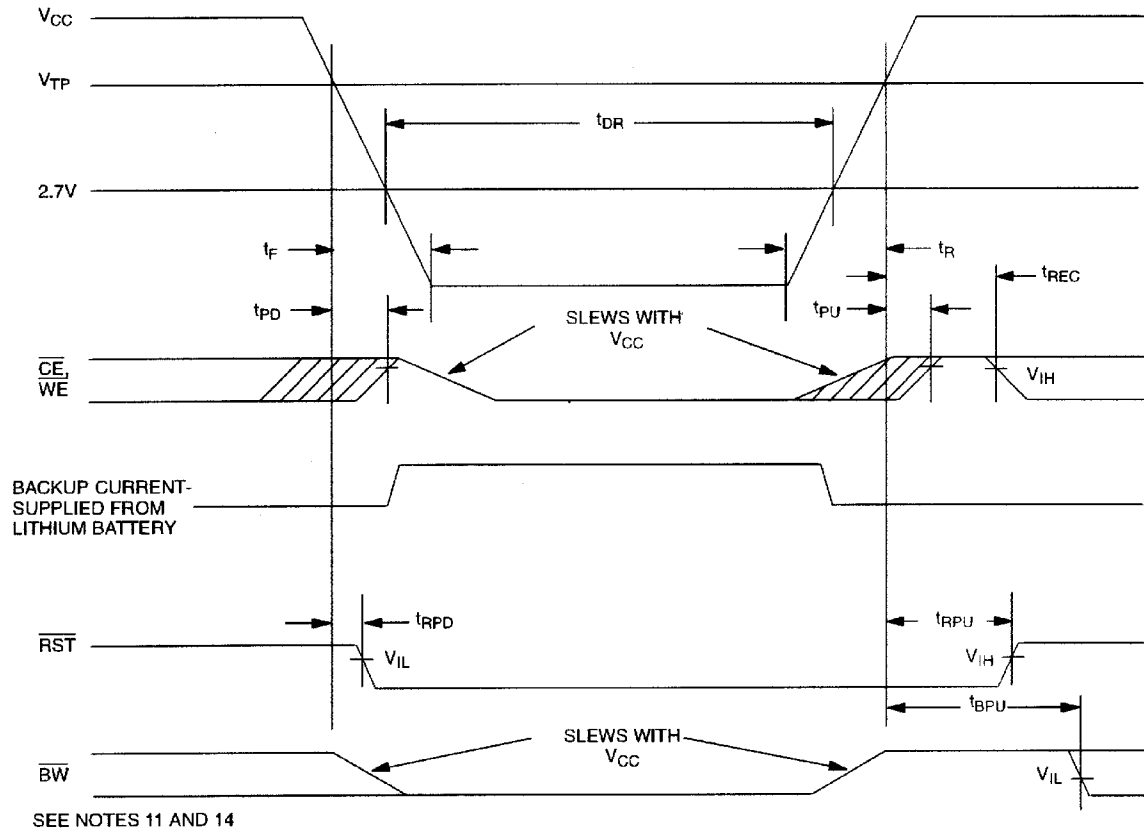 VCC
VTP
tDR
2.7V
tF
tR
tREC
tPD
tPU
SLEWS WITH
VCC
CE,
WE
VIH
BACKUP CURRENT-
SUPPLIED FROM
LITHIUM BATTERY
tRPD
tRPU
RST
VIL
VIH
tBPU
SLEWS WITH
VCC
BW
VIL
SEE NOTES 11 AND 14